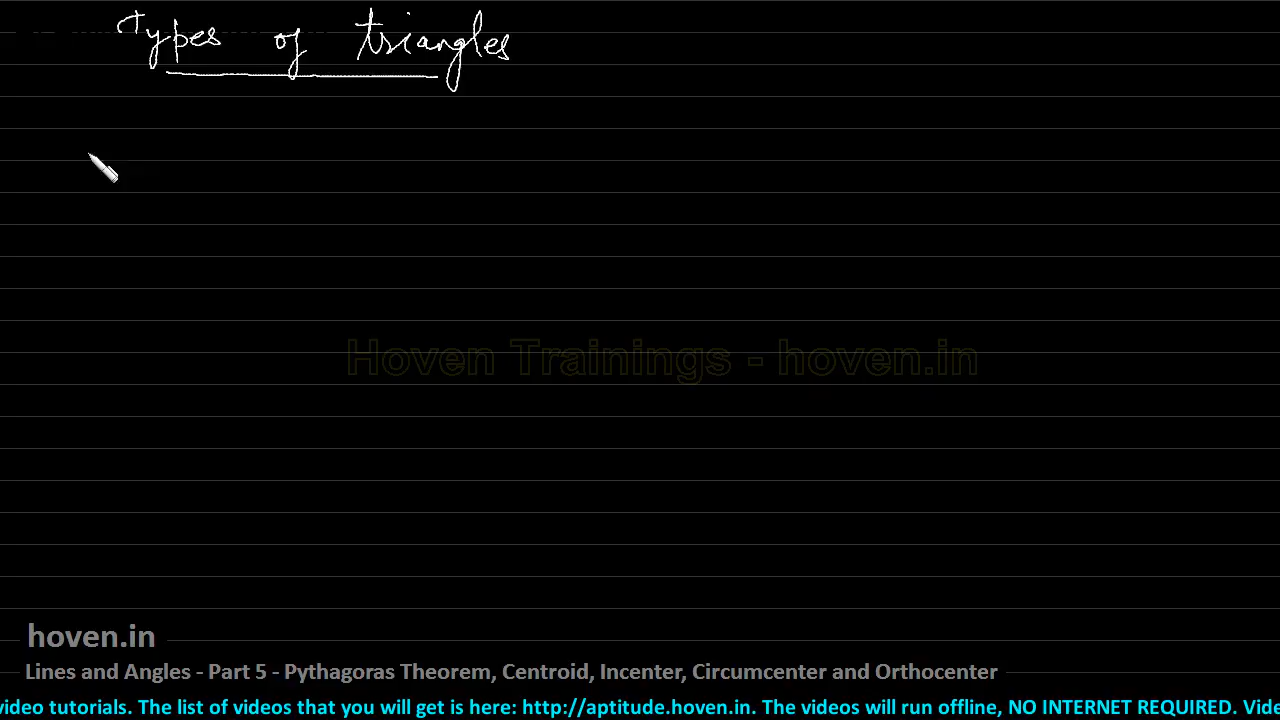 Types of triangles
Hoven Trainings - hoven.in
hoven.in
Lines and Angles - Part 5 - Pythagoras Theorem, Centroid, Incenter, Circumcenter and Orthocenter
video tutorials. The list of videos that you will get is here: http://aptitude.hoven.in. The videos will run offline, NO INTERNET REQUIRED. Vide